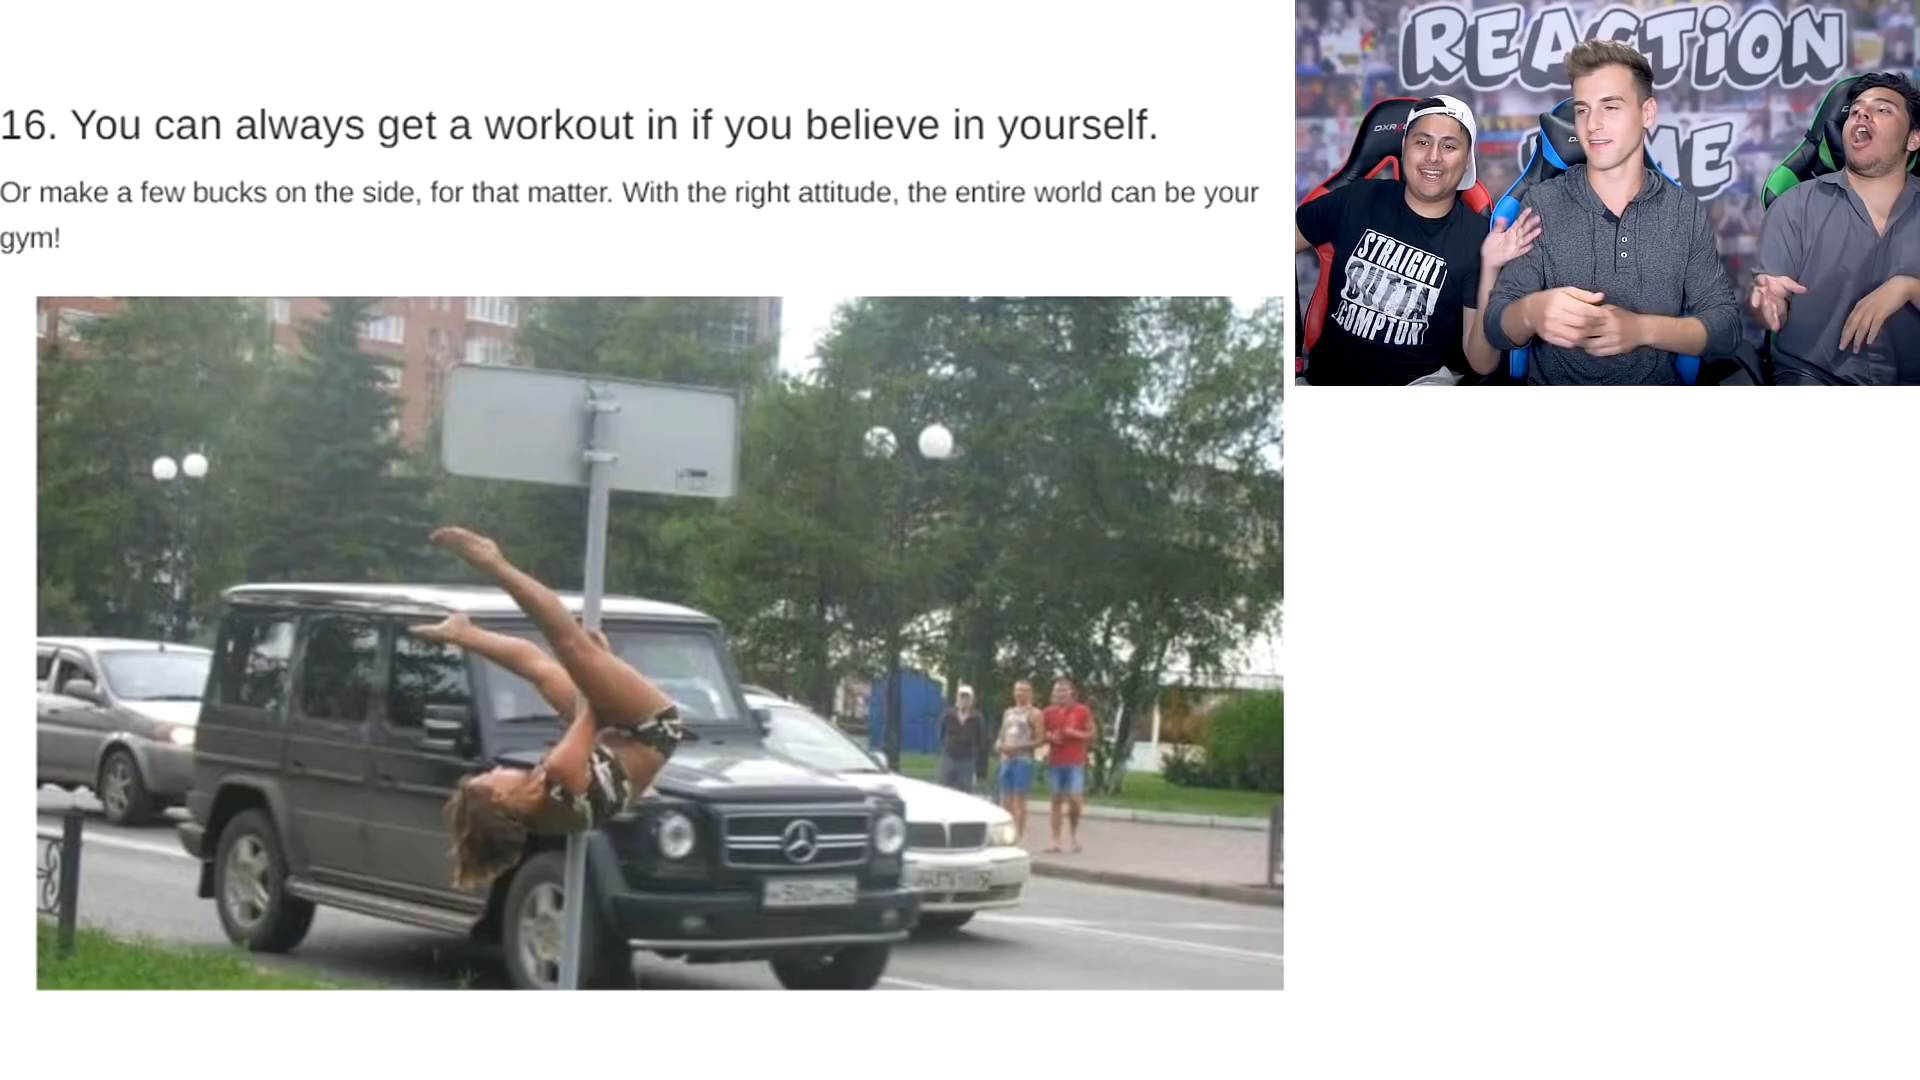 16. You can always get a workout in if you believe in yourself.
Or make a few bucks on the side, for that matter. With the right attitude, the entire world can be your
gym!
REACTION
STRAIGHT
OUTTA
COMPTON